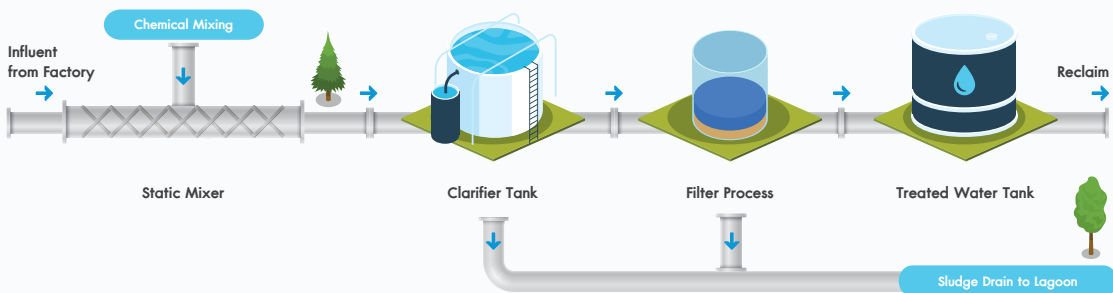 Chemical Mixing
Influent
from Factory
Reclaim
Static Mixer
Clarifier Tank
Filter Process
Treated Water Tank
Sludge Drain to Lagoon